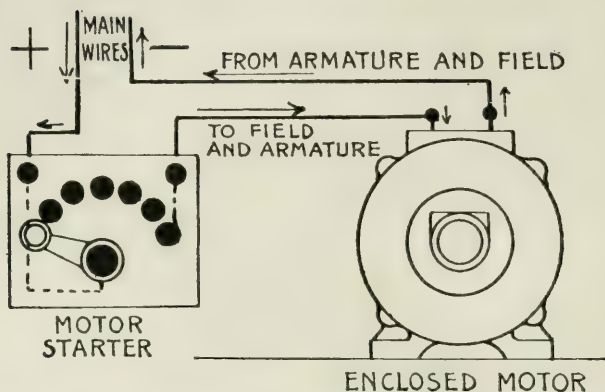 + MAIN WIRES −
FROM ARMATURE AND FIELD
TO FIELD
AND ARMATURE
MOTOR
STARTER
ENCLOSED MOTOR